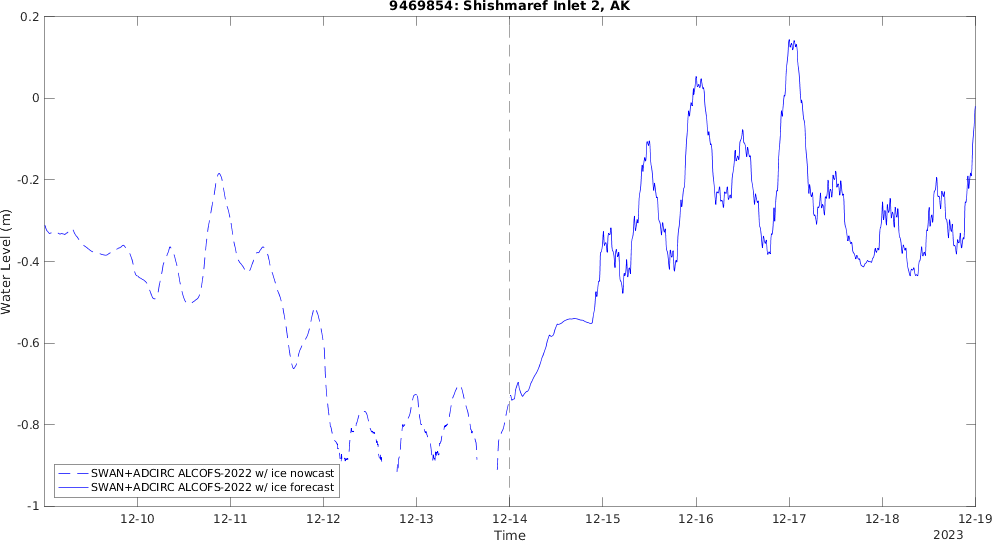 9469854: Shishmaref Inlet 2, AK
0.2
0
-0.2
-0.4
-0.6
-0.8
-1
Water Level (m)
SWAN+ADCIRC ALCOFS-2022 w/ ice nowcast
SWAN+ADCIRC ALCOFS-2022 w/ ice forecast
12-10 12-11 12-12 12-13 12-14 12-15 12-16 12-17 12-18 12-19
Time
2023